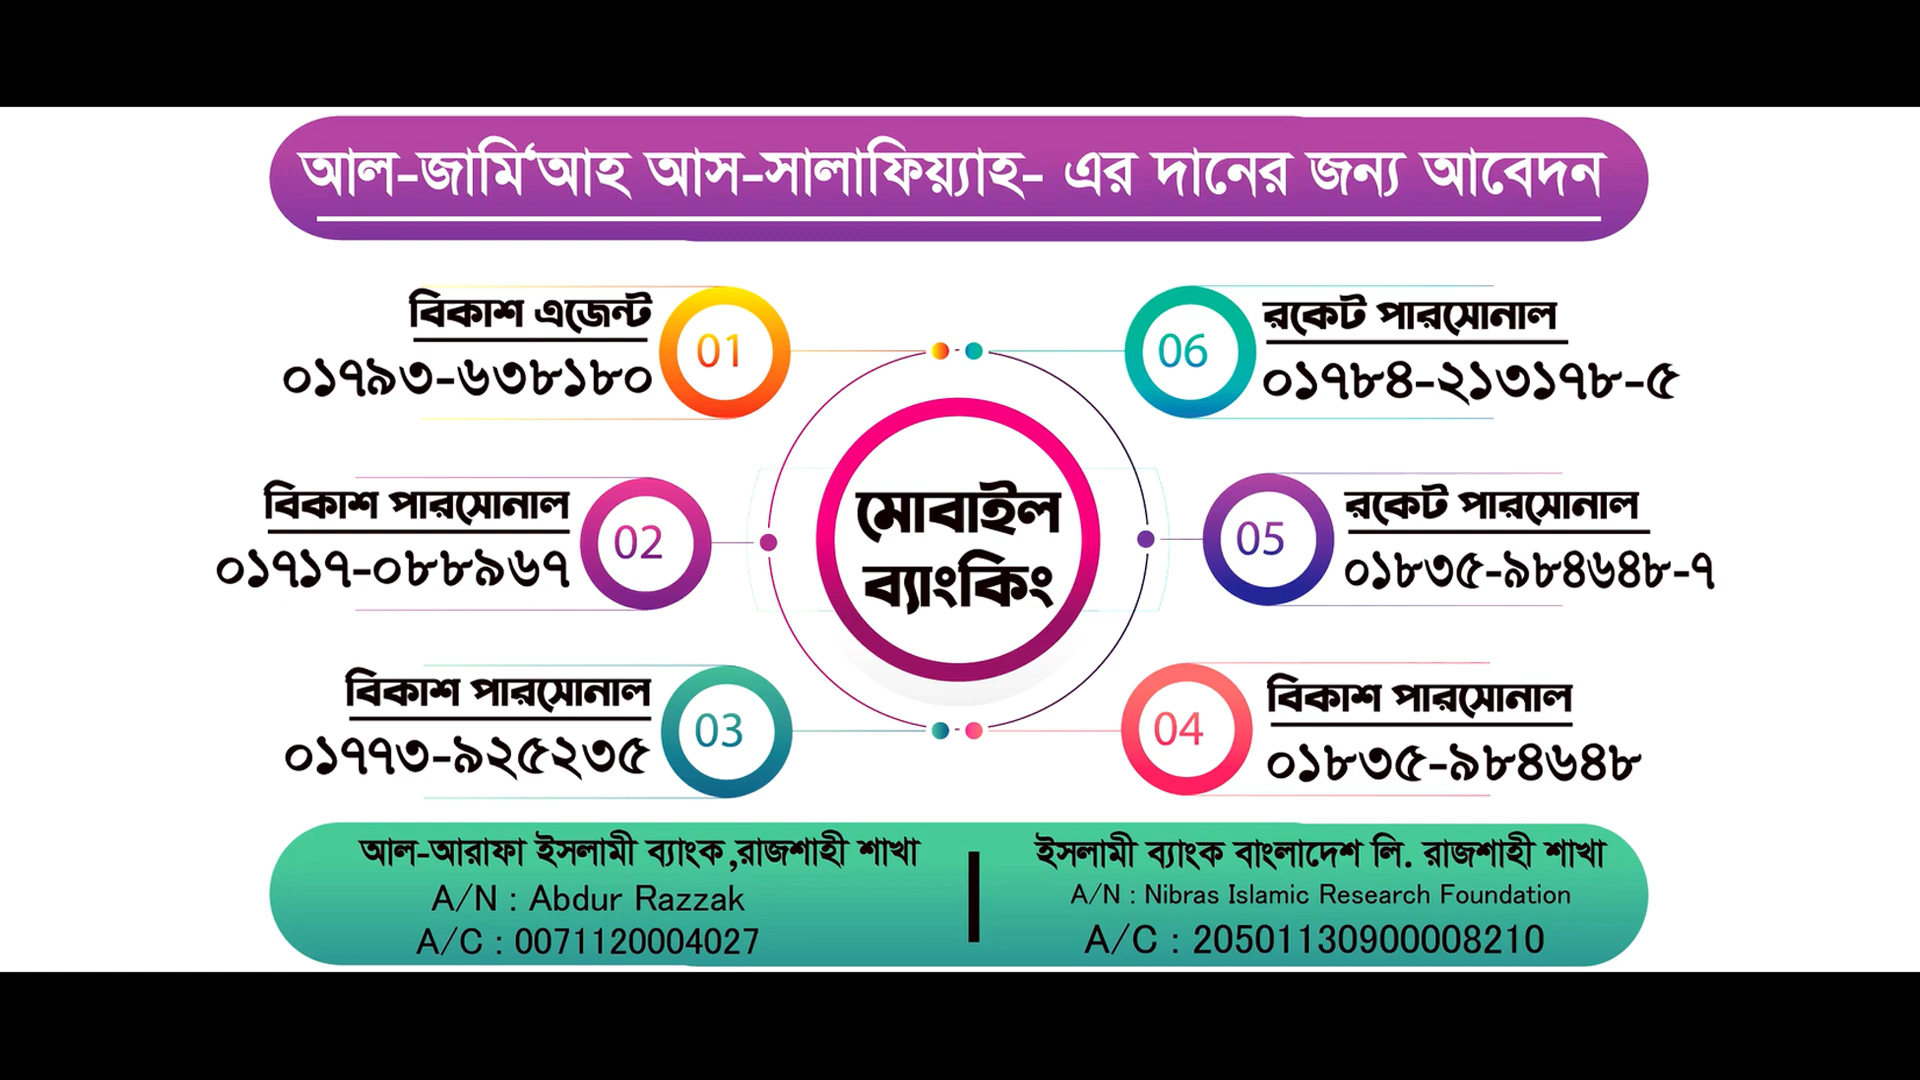 আল-জামি‘আহ আস-সালাফিয়্যাহ- এর দানের জন্য আবেদন
বিকাশ এজেন্ট
০১৭৯৩-৬৩৮১৮০
01
বিকাশ পারসোনাল
০১৭১৭-০৮৮৯৬৭
02
বিকাশ পারসোনাল
০১৭৭৩-৯২৫২৩৫
03
মোবাইল
ব্যাংকিং
06
রকেট পারসোনাল
০১৭৮৪-২১৩১৭৮-৫
05
রকেট পারসোনাল
০১৮৩৫-৯৮৪৬৪৮-৭
04
বিকাশ পারসোনাল
০১৮৩৫-৯৮৪৬৪৮
আল-আরাফা ইসলামী ব্যাংক,রাজশাহী শাখা
A/N : Abdur Razzak
A/C : 0071120004027
ইসলামী ব্যাংক বাংলাদেশ লি. রাজশাহী শাখা
A/N : Nibras Islamic Research Foundation
A/C : 20501130900008210